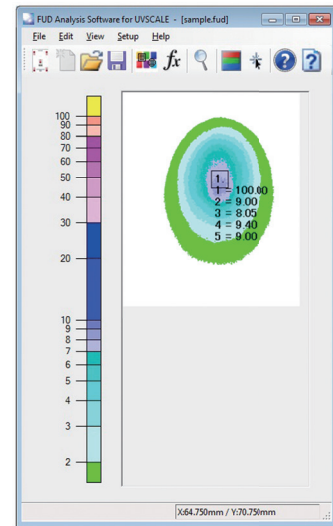 FUD Analysis Software for UVSCALE - [sample.fud]
File Edit View Setup Help
fx
100
90
80
70
60
50
40
30
20
10
9
8
7
6
5
4
3
2
1
1 = 100.00
2 = 9.00
3 = 8.05
4 = 9.40
5 = 9.00
X:64.750mm / Y:70.750mm